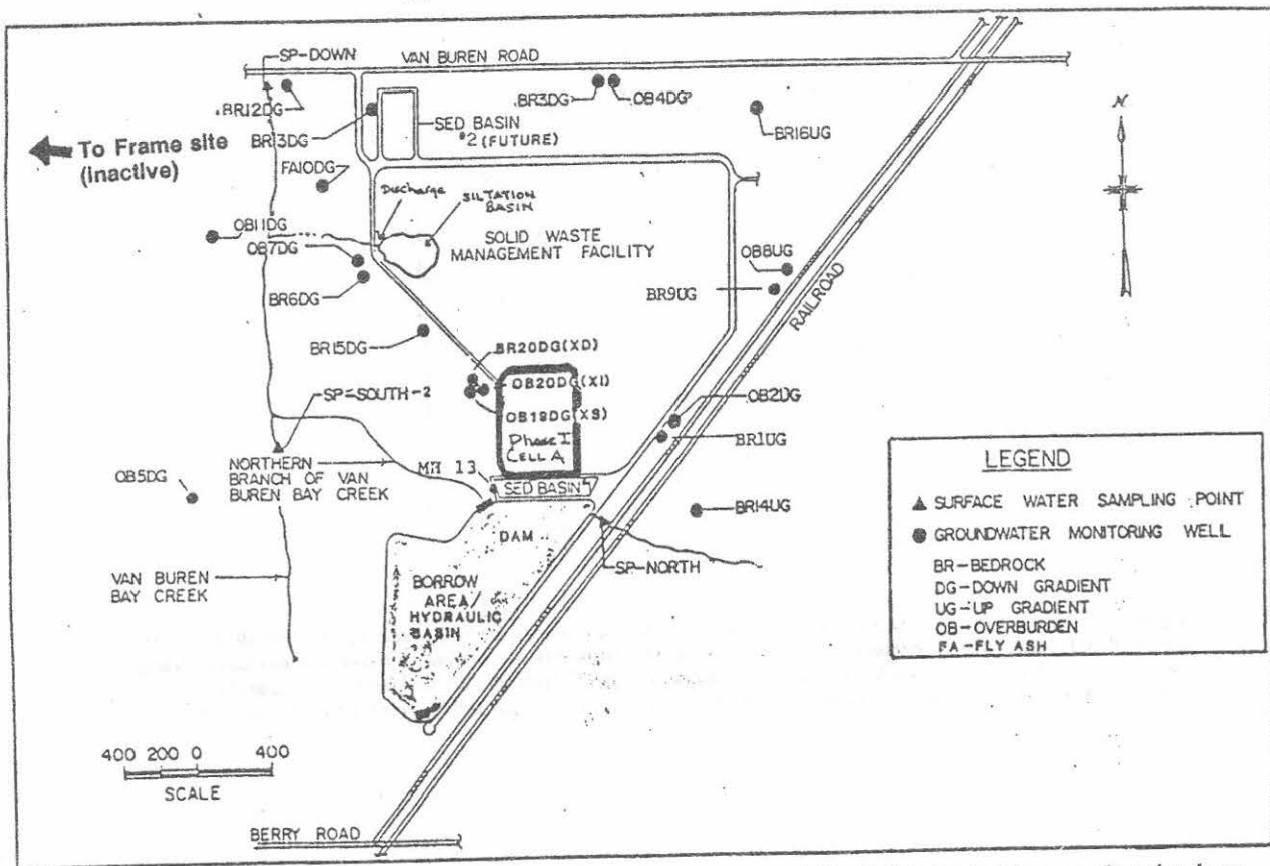 SP-DOWN
VAN BUREN ROAD
BR12DG
BR3DG
OB4DG
BR16UG
BR13DG
SED BASIN
#2 (FUTURE)
N
To Frame site
(inactive)
FA10DG
Discharge
SILTATION
BASIN
OB11DG
OB7DG
SOLID WASTE
MANAGEMENT FACILITY
OB8UG
BR9UG
BR6DG
RAILROAD
BR15DG
BR20DG(XD)
OB20DG(XI)
OB19DG(XS)
SP-SOUTH-2
OB2UG
BR1UG
Phase I
CELL A
NORTHERN
BRANCH OF VAN
BUREN BAY CREEK
MH 13
SED BASIN
OB5DG
BR14UG
DAM
SP-NORTH
VAN BUREN
BAY CREEK
BORROW
AREA/
HYDRAULIC
BASIN
LEGEND
▲ SURFACE WATER SAMPLING POINT
● GROUNDWATER MONITORING WELL
BR-BEDROCK
DG-DOWN GRADIENT
UG-UP GRADIENT
OB-OVERBURDEN
FA-FLY ASH
400 200 0 400
SCALE
BERRY ROAD